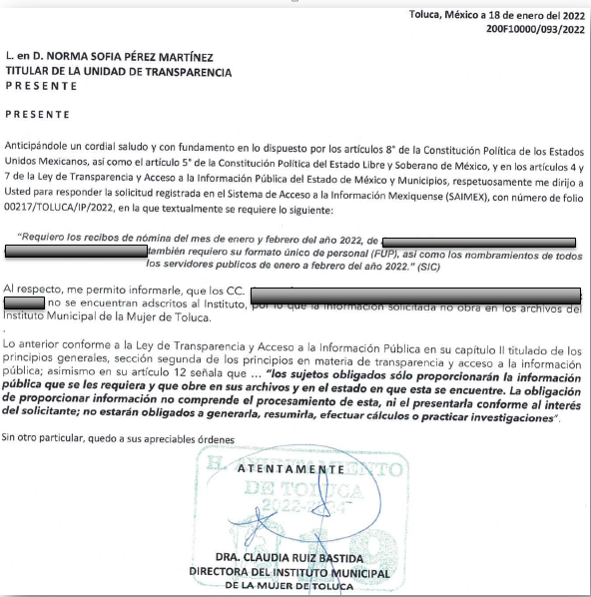 Toluca, México a 18 de enero del 2022
200F10000/093/2022
L. en D. NORMA SOFIA PÉREZ MARTÍNEZ
TITULAR DE LA UNIDAD DE TRANSPARENCIA
P R E S E N T E
P R E S E N T E
Anticipándole un cordial saludo y con fundamento en lo dispuesto por los artículos 8° de la Constitución Política de los Estados
Unidos Mexicanos, así como el artículo 5° de la Constitución Política del Estado Libre y Soberano de México, y en los artículos 4 y
7 de la Ley de Transparencia y Acceso a la Información Pública del Estado de México y Municipios, respetuosamente me dirijo a
Usted para responder la solicitud registrada en el Sistema de Acceso a la Información Mexiquense (SAIMEX), con número de folio
00217/TOLUCA/IP/2022, en la que textualmente se requiere lo siguiente:
"Requiero los recibos de nómina del mes de enero y febrero del año 2022, de
también requiero su formato único de personal (FUP), así como los nombramientos de todos
los servidores publicos de enero a febrero del año 2022." (SIC)
Al respecto, me permito informarle, que los CC.
no se encuentran adscritos al Instituto, por lo que la información solicitada no obra en los archivos del
Instituto Municipal de la Mujer de Toluca.
.
Lo anterior conforme a la Ley de Transparencia y Acceso a la Información Pública en su capítulo II titulado de los
principios generales, sección segunda de los principios en materia de transparencia y acceso a la información
pública; asimismo en su artículo 12 señala que ... "los sujetos obligados sólo proporcionarán la información
pública que se les requiera y que obre en sus archivos y en el estado en que esta se encuentre. La obligación
de proporcionar información no comprende el procesamiento de esta, ni el presentarla conforme al interés
del solicitante; no estarán obligados a generarla, resumirla, efectuar cálculos o practicar investigaciones".
Sin otro particular, quedo a sus apreciables órdenes
H. AYUNTAMIENTO
A T E N T A M E N T E
DE TOLUCA
2022-2024
DRA. CLAUDIA RUIZ BASTIDA
DIRECTORA DEL INSTITUTO MUNICIPAL
DE LA MUJER DE TOLUCA